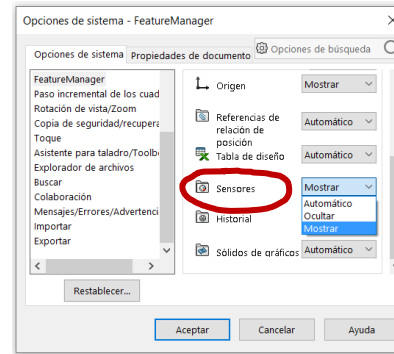 Opciones de sistema - FeatureManager
Opciones de sistema
Propiedades de documento
Opciones de búsqueda
FeatureManager
Paso incremental de los cuad
Rotación de vista/Zoom
Copia de seguridad/recupera
Toque
Asistente para taladro/Toolb
Explorador de archivos
Buscar
Colaboración
Mensajes/Errores/Advertenci
Importar
Exportar
Origen
Mostrar
Referencias de
relación de
posición
Automático
Tabla de diseño
Automático
Sensores
Mostrar
Automático
Ocultar
Mostrar
Historial
Sólidos de gráficos
Automático
Restablecer...
Aceptar
Cancelar
Ayuda